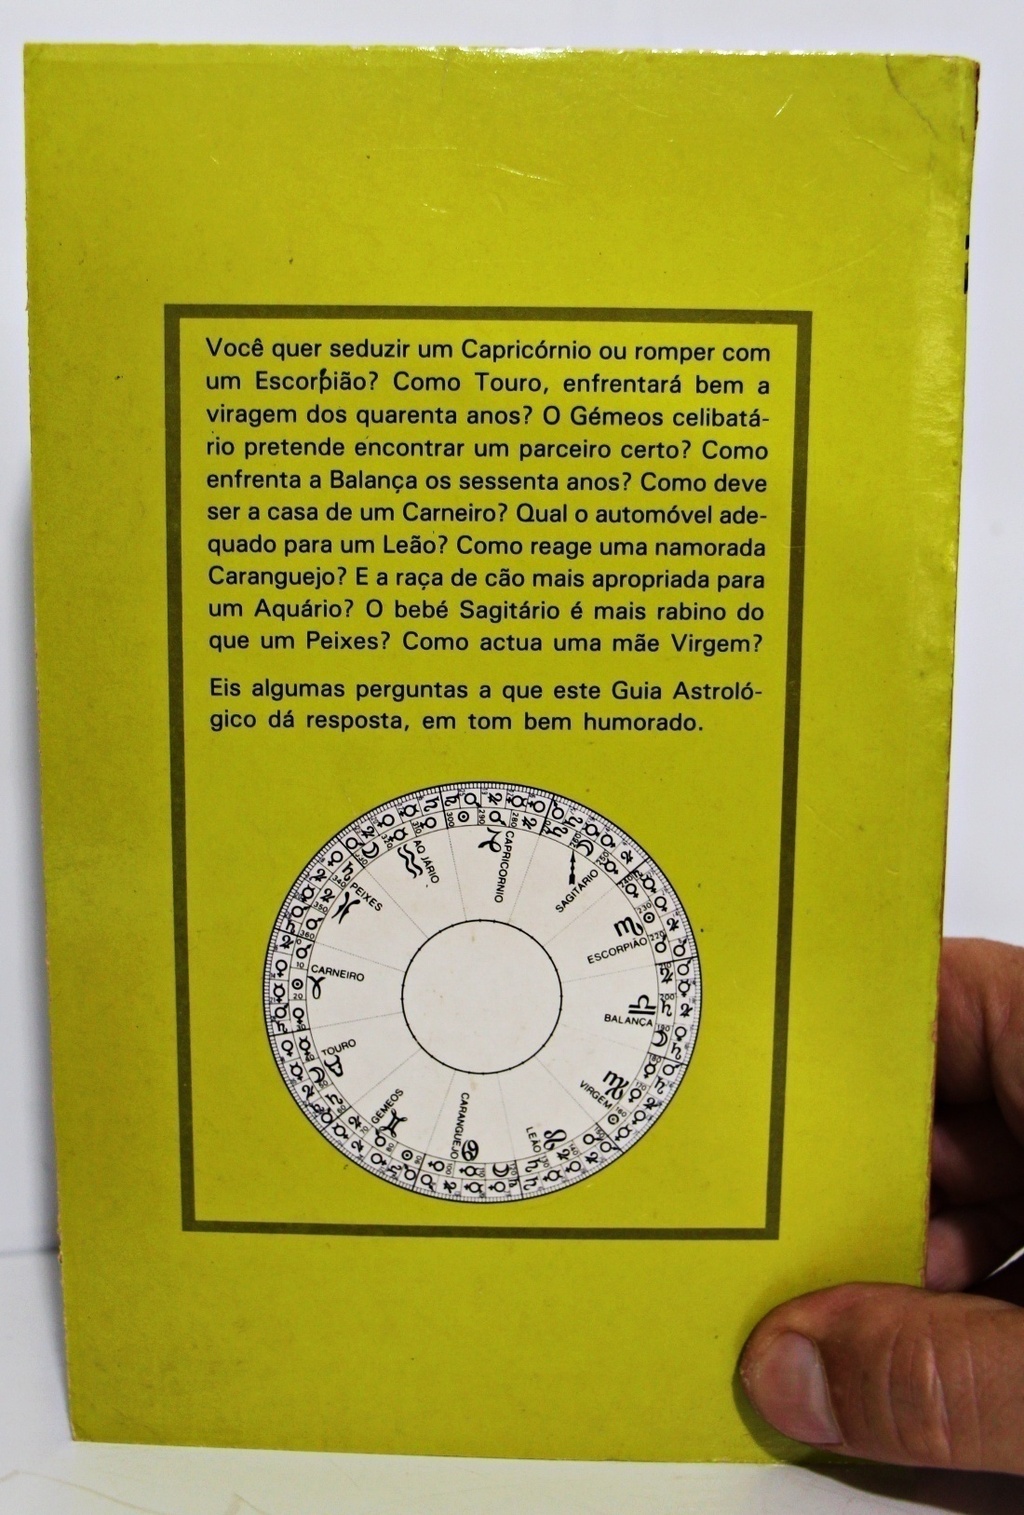 Você quer seduzir um Capricórnio ou romper com
um Escorpião? Como Touro, enfrentará bem a
viragem dos quarenta anos? O Gémeos celibatá-
rio pretende encontrar um parceiro certo? Como
enfrenta a Balança os sessenta anos? Como deve
ser a casa de um Carneiro? Qual o automóvel ade-
quado para um Leão? Como reage uma namorada
Caranguejo? E a raça de cão mais apropriada para
um Aquário? O bebé Sagitário é mais rabino do
que um Peixes? Como actua uma mãe Virgem?
Eis algumas perguntas a que este Guia Astroló-
gico dá resposta, em tom bem humorado.
CAPRICORNIO
SAGITARIO
ESCORPIÃO
BALANÇA
VIRGEM
LEÃO
CARANGUEJO
GÉMEOS
TOURO
CARNEIRO
PEIXES